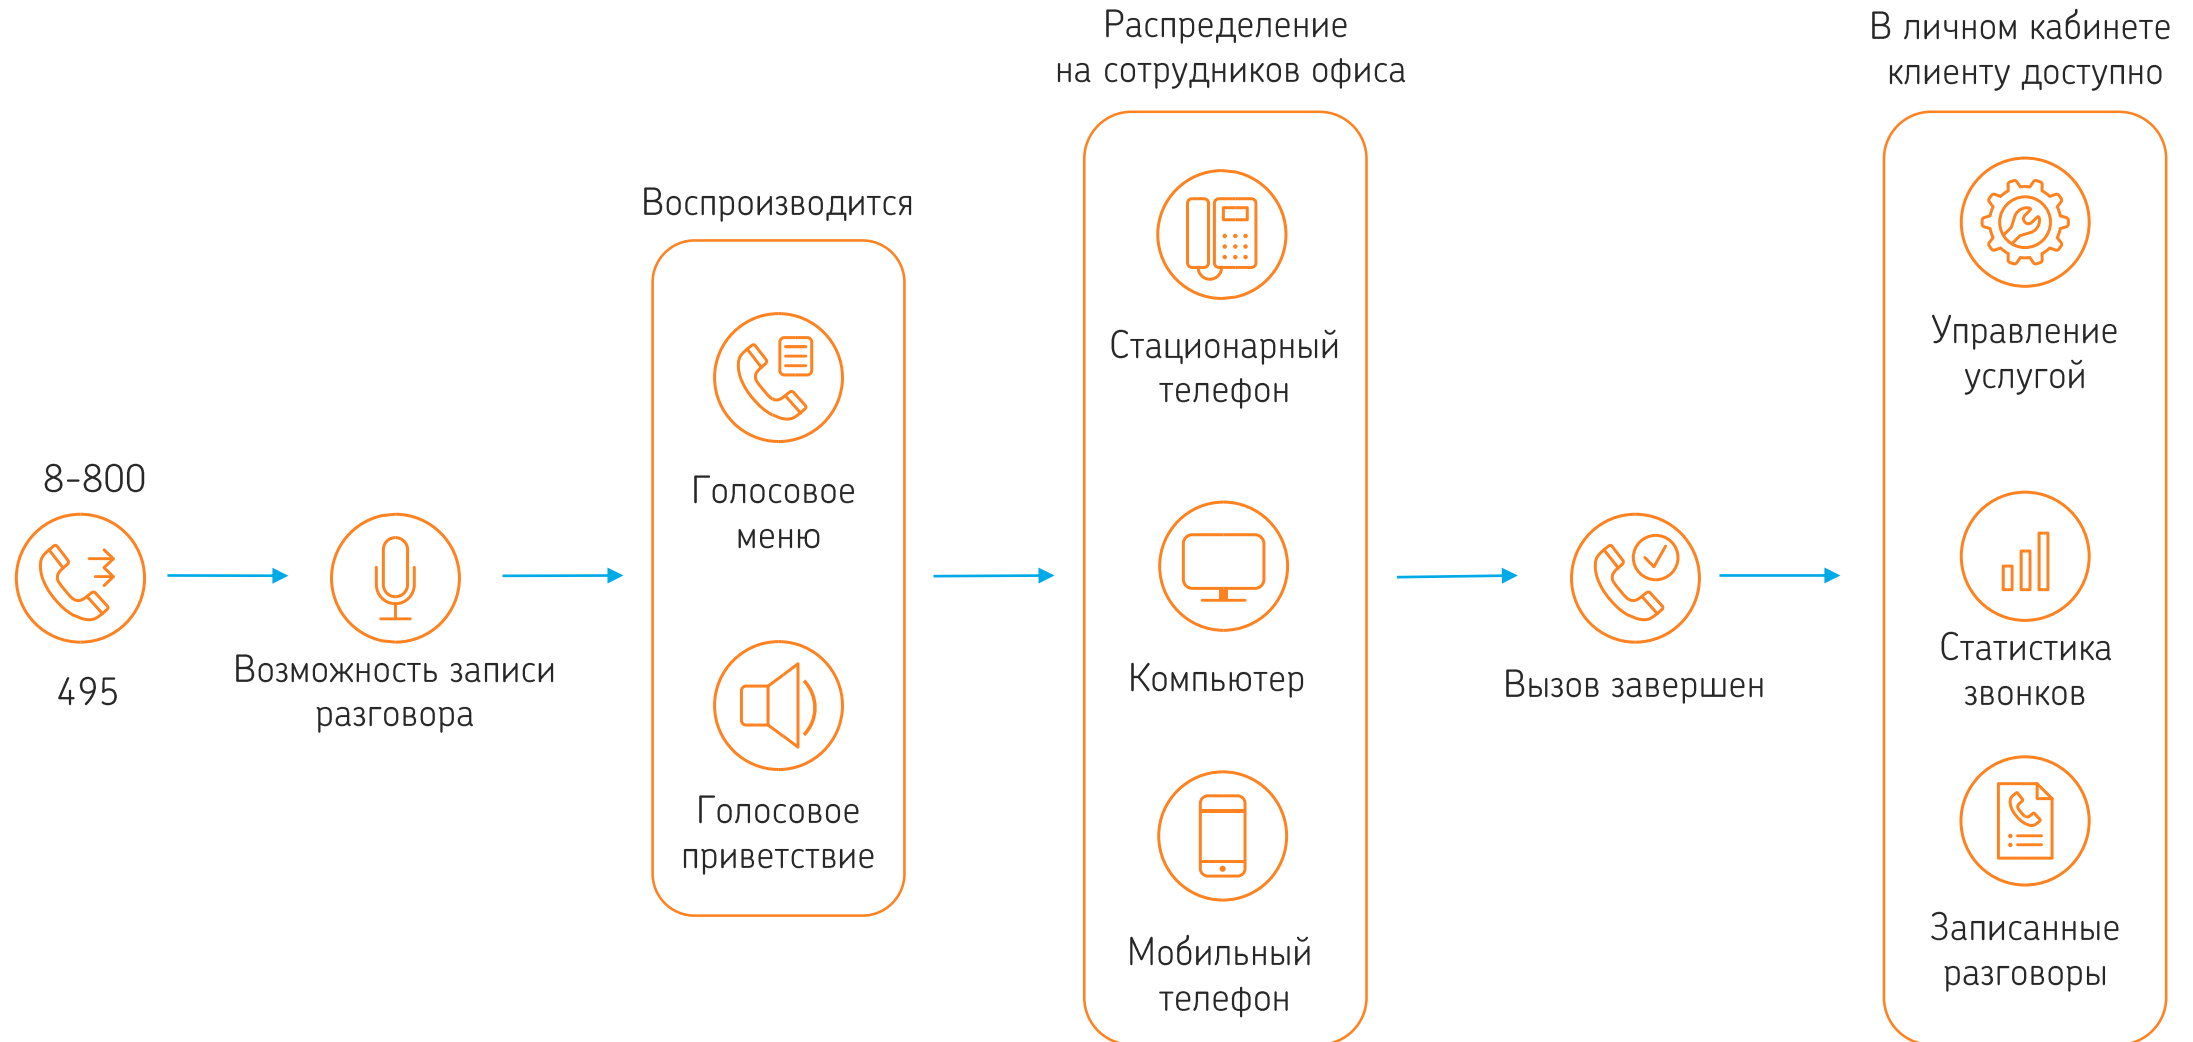 8-800
495
Возможность записи
разговора
Воспроизводится
Голосовое
меню
Голосовое
приветствие
Распределение
на сотрудников офиса
Стационарный
телефон
Компьютер
Мобильный
телефон
Вызов завершен
В личном кабинете
клиенту доступно
Управление
услугой
Статистика
звонков
Записанные
разговоры